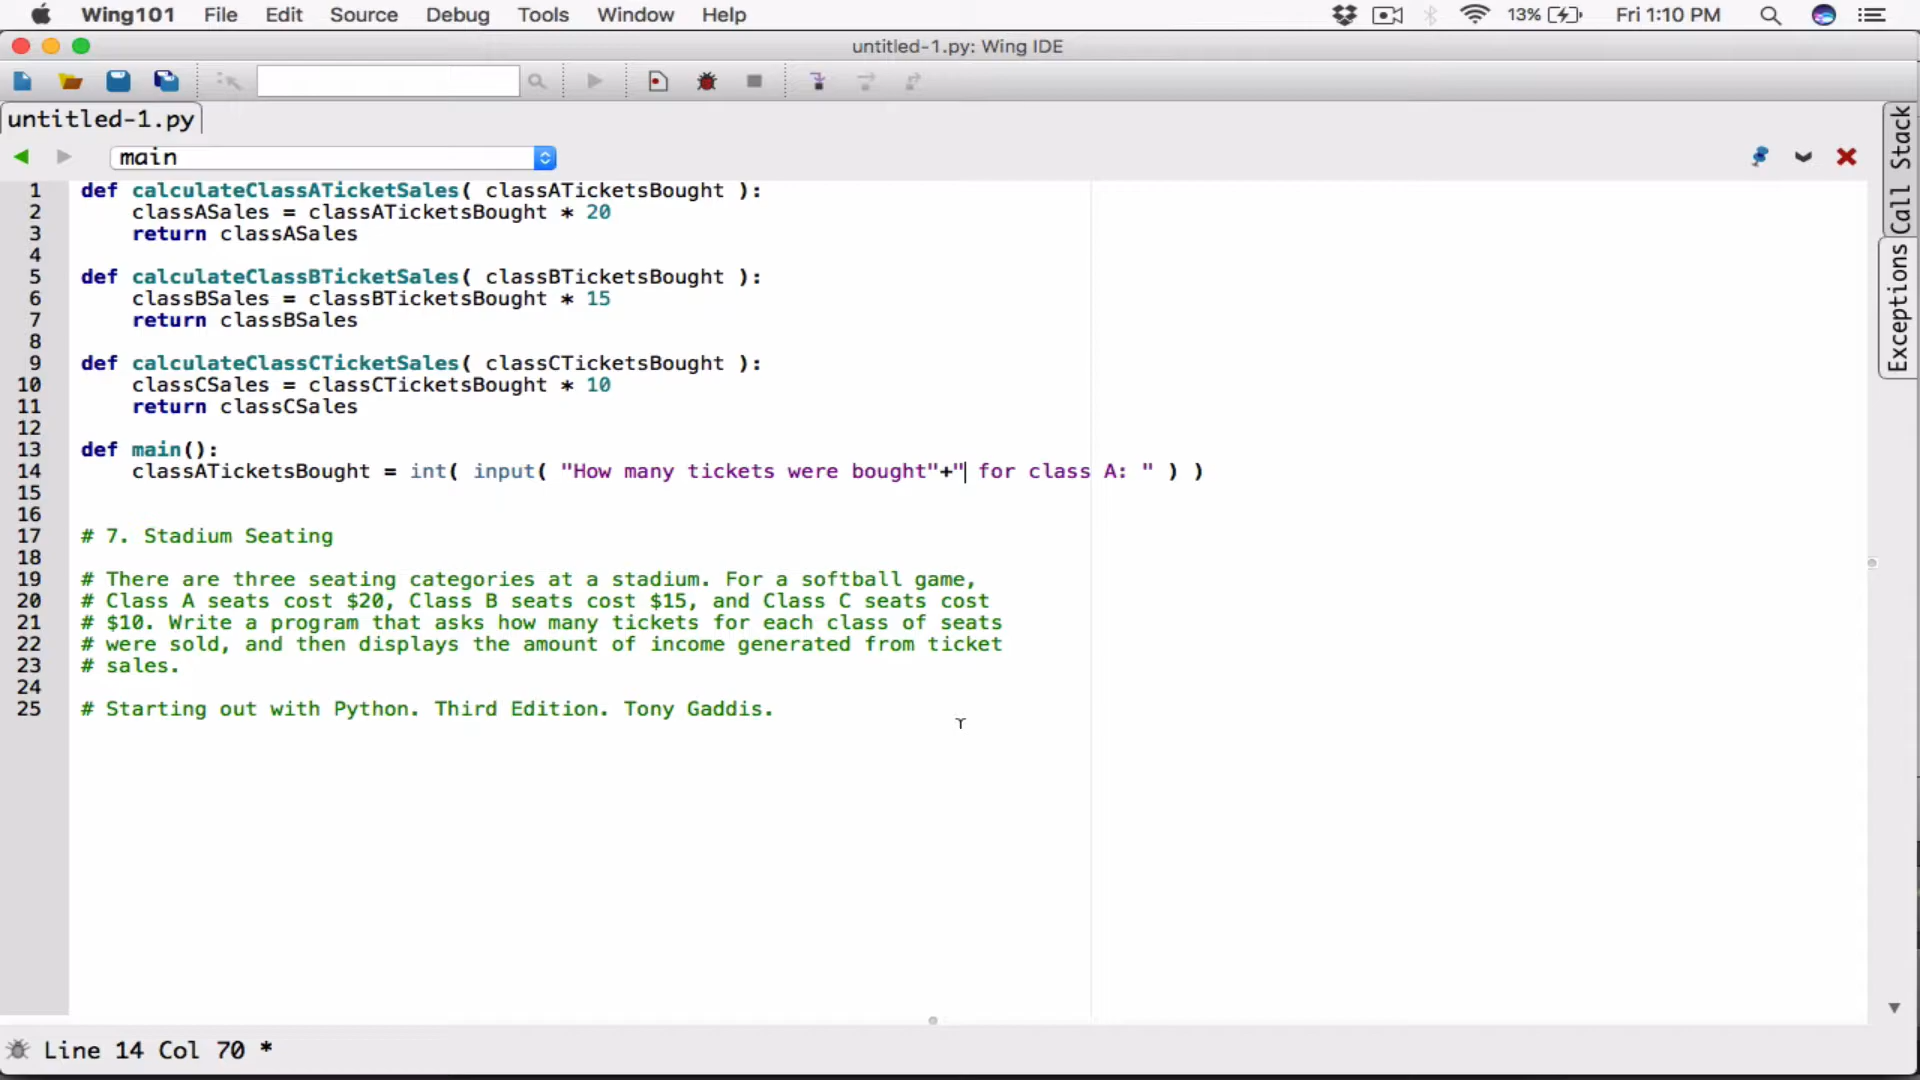 Wing101 File Edit Source Debug Tools Window Help 13% Fri 1:10 PM
untitled-1.py: Wing IDE
untitled-1.py
main
1 def calculateClassATicketSales( classATicketsBought ):
2 classASales = classATicketsBought * 20
3 return classASales
4
5 def calculateClassBTicketSales( classBTicketsBought ):
6 classBSales = classBTicketsBought * 15
7 return classBSales
8
9 def calculateClassCTicketSales( classCTicketsBought ):
10 classCSales = classCTicketsBought * 10
11 return classCSales
12
13 def main():
14 classATicketsBought = int( input( "How many tickets were bought"+" for class A: " ) )
15
16
17 # 7. Stadium Seating
18
19 # There are three seating categories at a stadium. For a softball game,
20 # Class A seats cost $20, Class B seats cost $15, and Class C seats cost
21 # $10. Write a program that asks how many tickets for each class of seats
22 # were sold, and then displays the amount of income generated from ticket
23 # sales.
24
25 # Starting out with Python. Third Edition. Tony Gaddis.
Call Stack
Exceptions
Line 14 Col 70 *